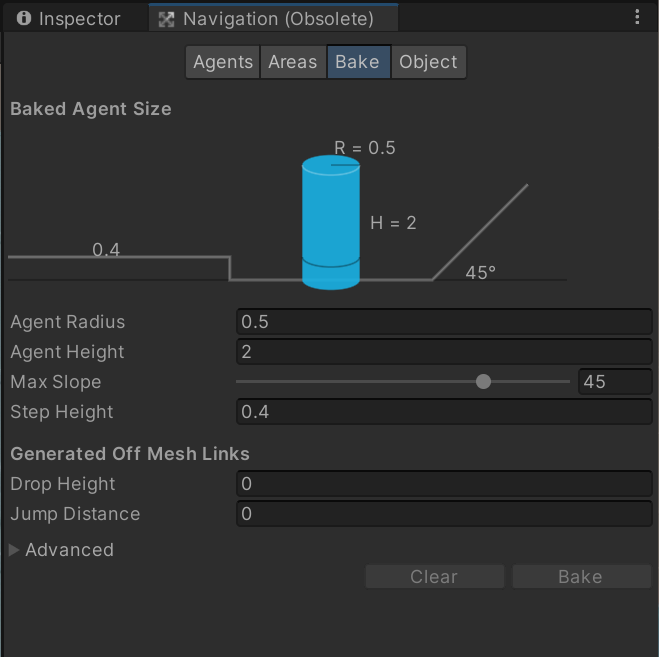 Inspector Navigation (Obsolete)
Agents Areas Bake Object
Baked Agent Size
R = 0.5
H = 2
0.4
45°
Agent Radius 0.5
Agent Height 2
Max Slope 45
Step Height 0.4
Generated Off Mesh Links
Drop Height 0
Jump Distance 0
Advanced
Clear Bake